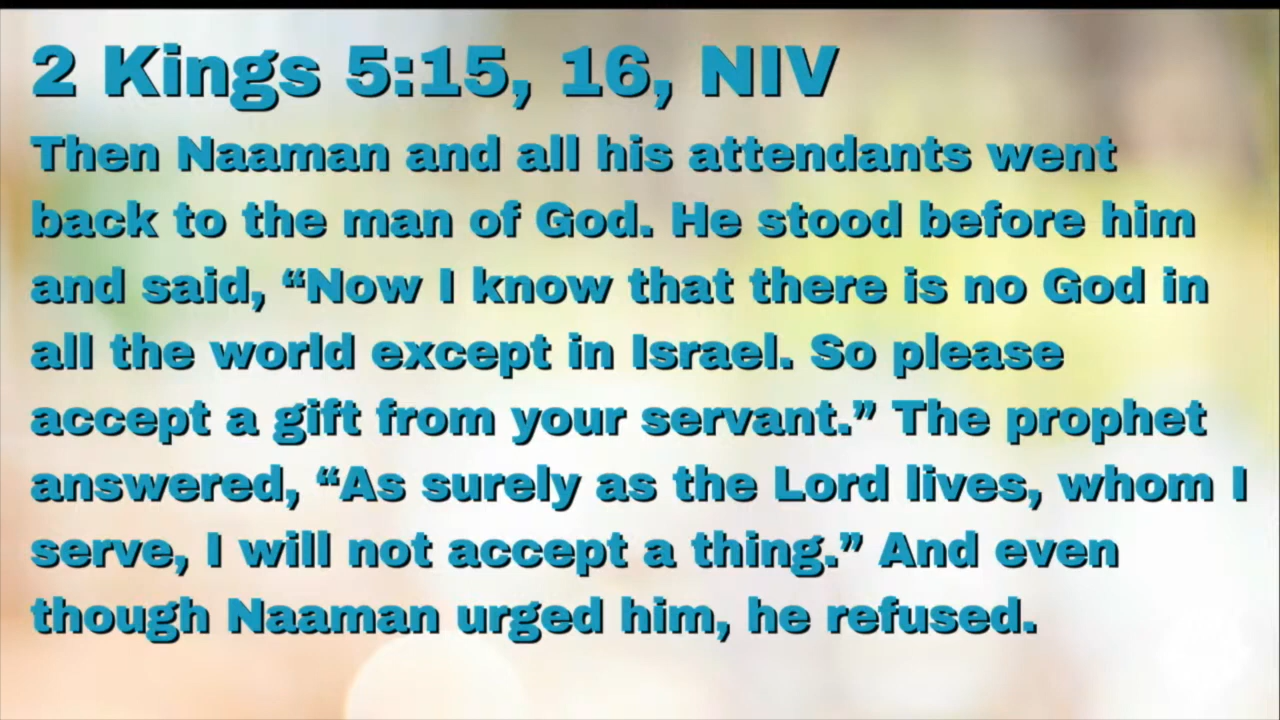 2 Kings 5:15, 16, NIV
Then Naaman and all his attendants went
back to the man of God. He stood before him
and said, “Now I know that there is no God in
all the world except in Israel. So please
accept a gift from your servant.” The prophet
answered, “As surely as the Lord lives, whom I
serve, I will not accept a thing.” And even
though Naaman urged him, he refused.